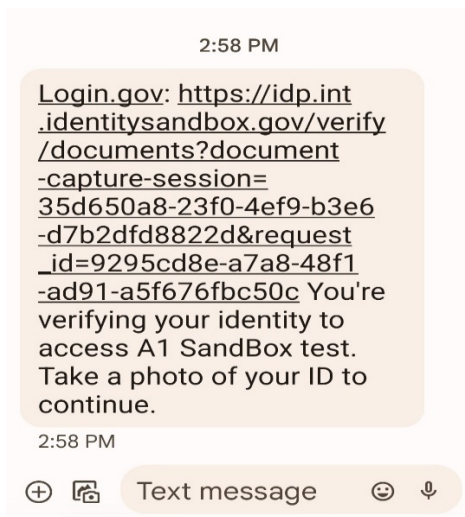 2:58 PM
Login.gov: https://idp.int
.identitysandbox.gov/verify
/documents?document
-capture-session=
35d650a8-23f0-4ef9-b3e6
-d7b2dfd8822d&request
_id=9295cd8e-a7a8-48f1
-ad91-a5f676fbc50c You're
verifying your identity to
access A1 SandBox test.
Take a photo of your ID to
continue.
2:58 PM
Text message